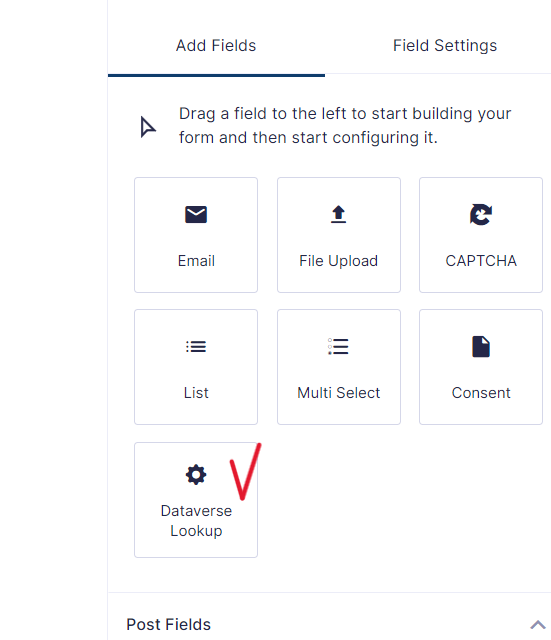 Add Fields
Field Settings
Drag a field to the left to start building your
form and then start configuring it.
Email
File Upload
CAPTCHA
List
Multi Select
Consent
Dataverse
Lookup
Post Fields